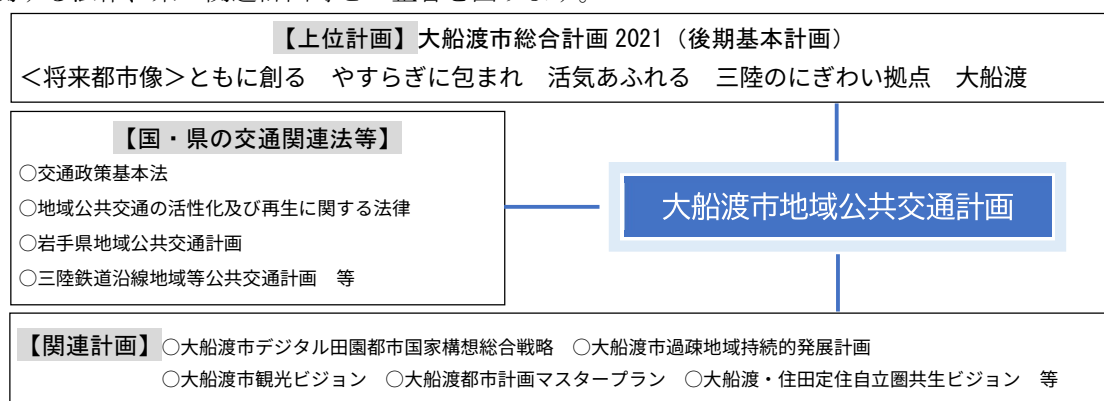 【上位計画】大船渡市総合計画 2021（後期基本計画）
＜将来都市像＞ともに創る　やすらぎに包まれ　活気あふれる　三陸のにぎわい拠点　大船渡
【国・県の交通関連法等】
○交通政策基本法
○地域公共交通の活性化及び再生に関する法律
○岩手県地域公共交通計画
○三陸鉄道沿線地域等公共交通計画　等
大船渡市地域公共交通計画
【関連計画】○大船渡市デジタル田園都市国家構想総合戦略　○大船渡市過疎地域持続的発展計画
○大船渡市観光ビジョン　○大船渡都市計画マスタープラン　○大船渡・住田定住自立圏共生ビジョン　等